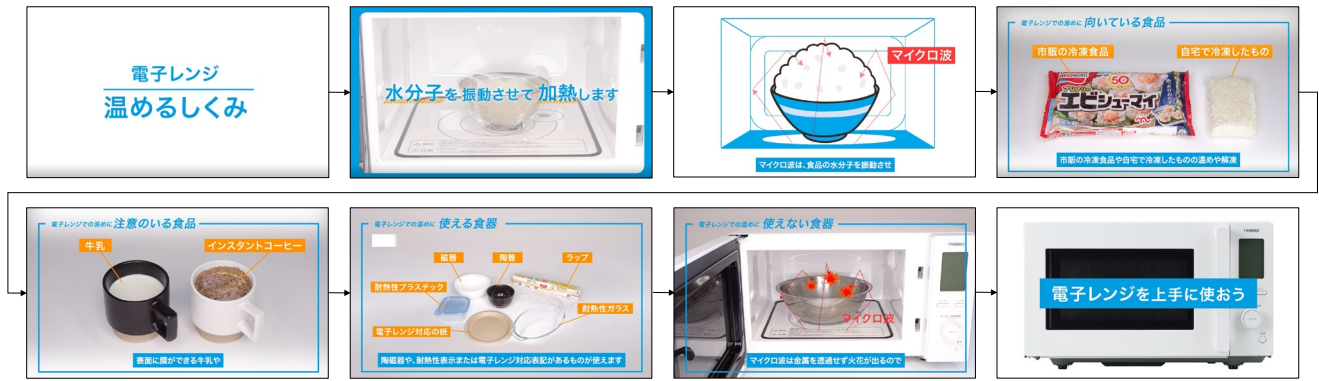 電子レンジ
温めるしくみ
水分子を振動させて加熱します
マイクロ波
マイクロ波は、食品の水分子を振動させ
電子レンジでの温めに 向いている食品
市販の冷凍食品
自宅で冷凍したもの
エビシューマイ
市販の冷凍食品や自宅で冷凍したものの温めや解凍
電子レンジでの温めに 注意のいる食品
牛乳
インスタントコーヒー
表面に膜ができる牛乳や
電子レンジでの温めに 使える食器
磁器
陶器
ラップ
耐熱性プラスチック
耐熱性ガラス
電子レンジ対応の紙
陶磁器や、耐熱性表示または電子レンジ対応表記があるものが使えます
電子レンジでの温めに 使えない食器
マイクロ波
マイクロ波は金属を透過せず火花が出るので
TWINBIRD
電子レンジを上手に使おう